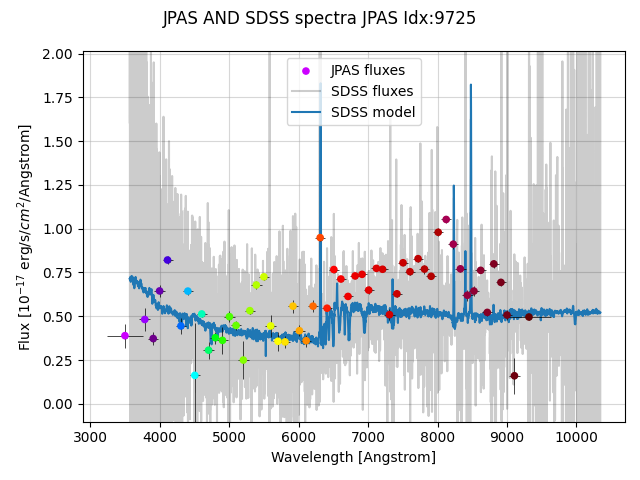 JPAS AND SDSS spectra JPAS Idx:9725
2.00
1.75
1.50
1.25
1.00
0.75
0.50
0.25
0.00
Flux [10⁻¹⁷ erg/s/cm²/Angstrom]
JPAS fluxes
SDSS fluxes
SDSS model
3000 4000 5000 6000 7000 8000 9000 10000
Wavelength [Angstrom]